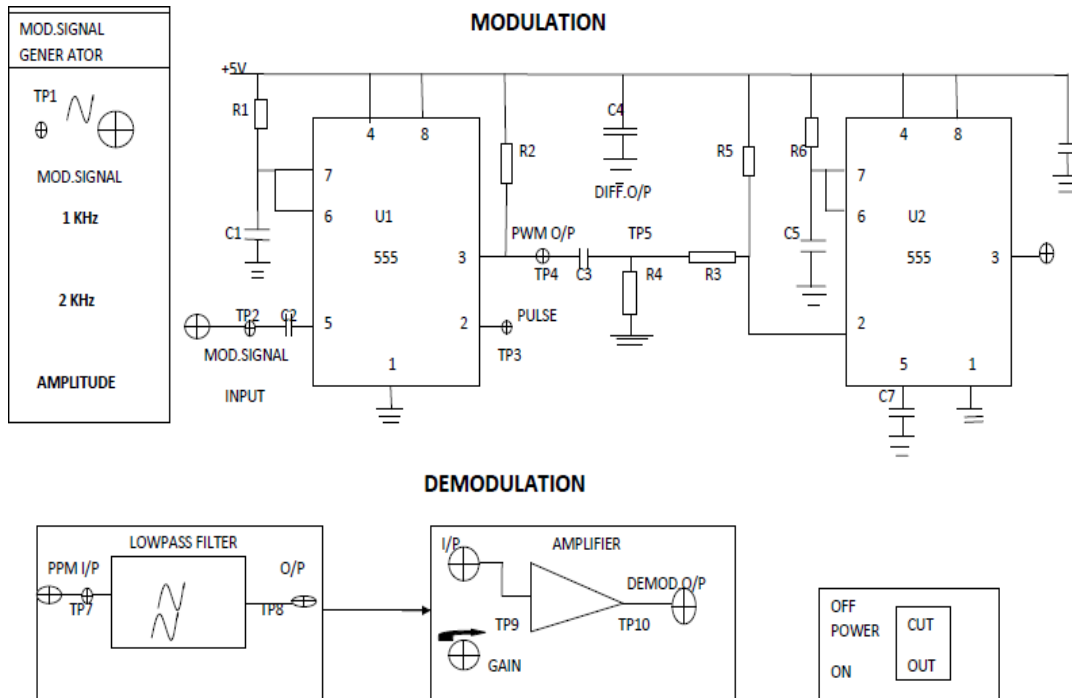 MODULATION
MOD.SIGNAL
GENER ATOR
TP1
MOD.SIGNAL
1 KHz
2 KHz
AMPLITUDE
+5V
R1
C1
4
8
7
6
U1
555
3
5
2
1
TP2
C2
MOD.SIGNAL
INPUT
R2
PWM O/P
TP4
PULSE
TP3
C4
DIFF.O/P
C3
TP5
R4
R3
R5
R6
C5
4
8
7
6
U2
555
3
2
5
1
C7
DEMODULATION
LOWPASS FILTER
PPM I/P
TP7
O/P
TP8
AMPLIFIER
I/P
DEMOD O/P
TP9
TP10
GAIN
OFF
POWER
ON
CUT
OUT